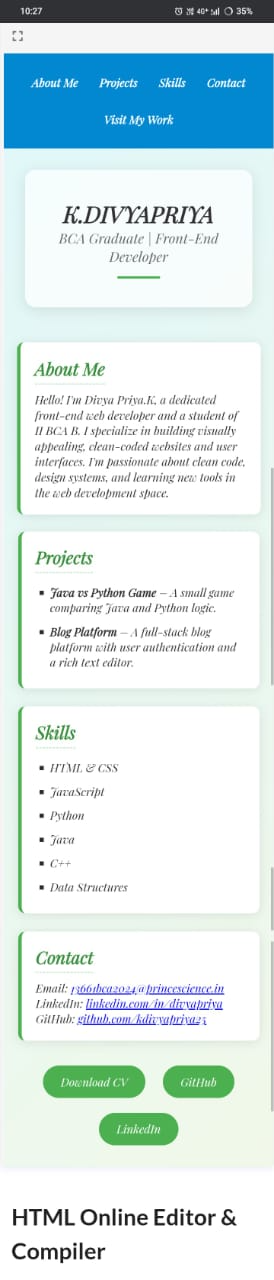 10:27
4G+ 35%
About Me Projects Skills Contact
Visit My Work
K.DIVYAPRIYA
BCA Graduate | Front-End
Developer
About Me
Hello! I'm Divya Priya.K, a dedicated
front-end web developer and a student of
II BCA B. I specialize in building visually
appealing, clean-coded websites and user
interfaces. I'm passionate about clean code,
design systems, and learning new tools in
the web development space.
Projects
▪ Java vs Python Game – A small game
comparing Java and Python logic.
▪ Blog Platform – A full-stack blog
platform with user authentication and
a rich text editor.
Skills
▪ HTML & CSS
▪ JavaScript
▪ Python
▪ Java
▪ C++
▪ Data Structures
Contact
Email: 13661bca2024@princescience.in
LinkedIn: linkedin.com/in/divyapriya
GitHub: github.com/kdivyapriya25
Download CV GitHub
LinkedIn
HTML Online Editor &
Compiler